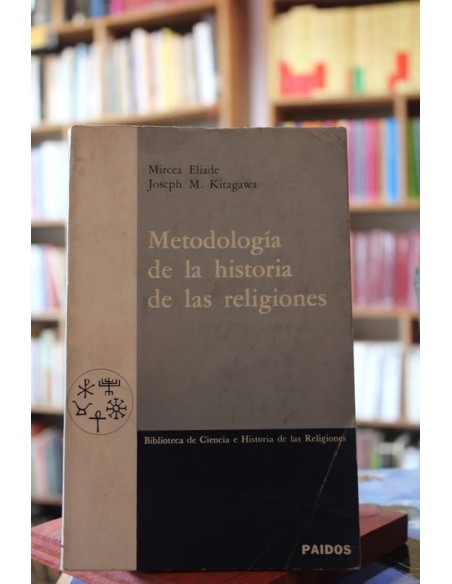 Mircea Eliade
Joseph M. Kitagawa
Metodología
de la historia
de las religiones
Biblioteca de Ciencia e Historia de las Religiones
PAIDOS